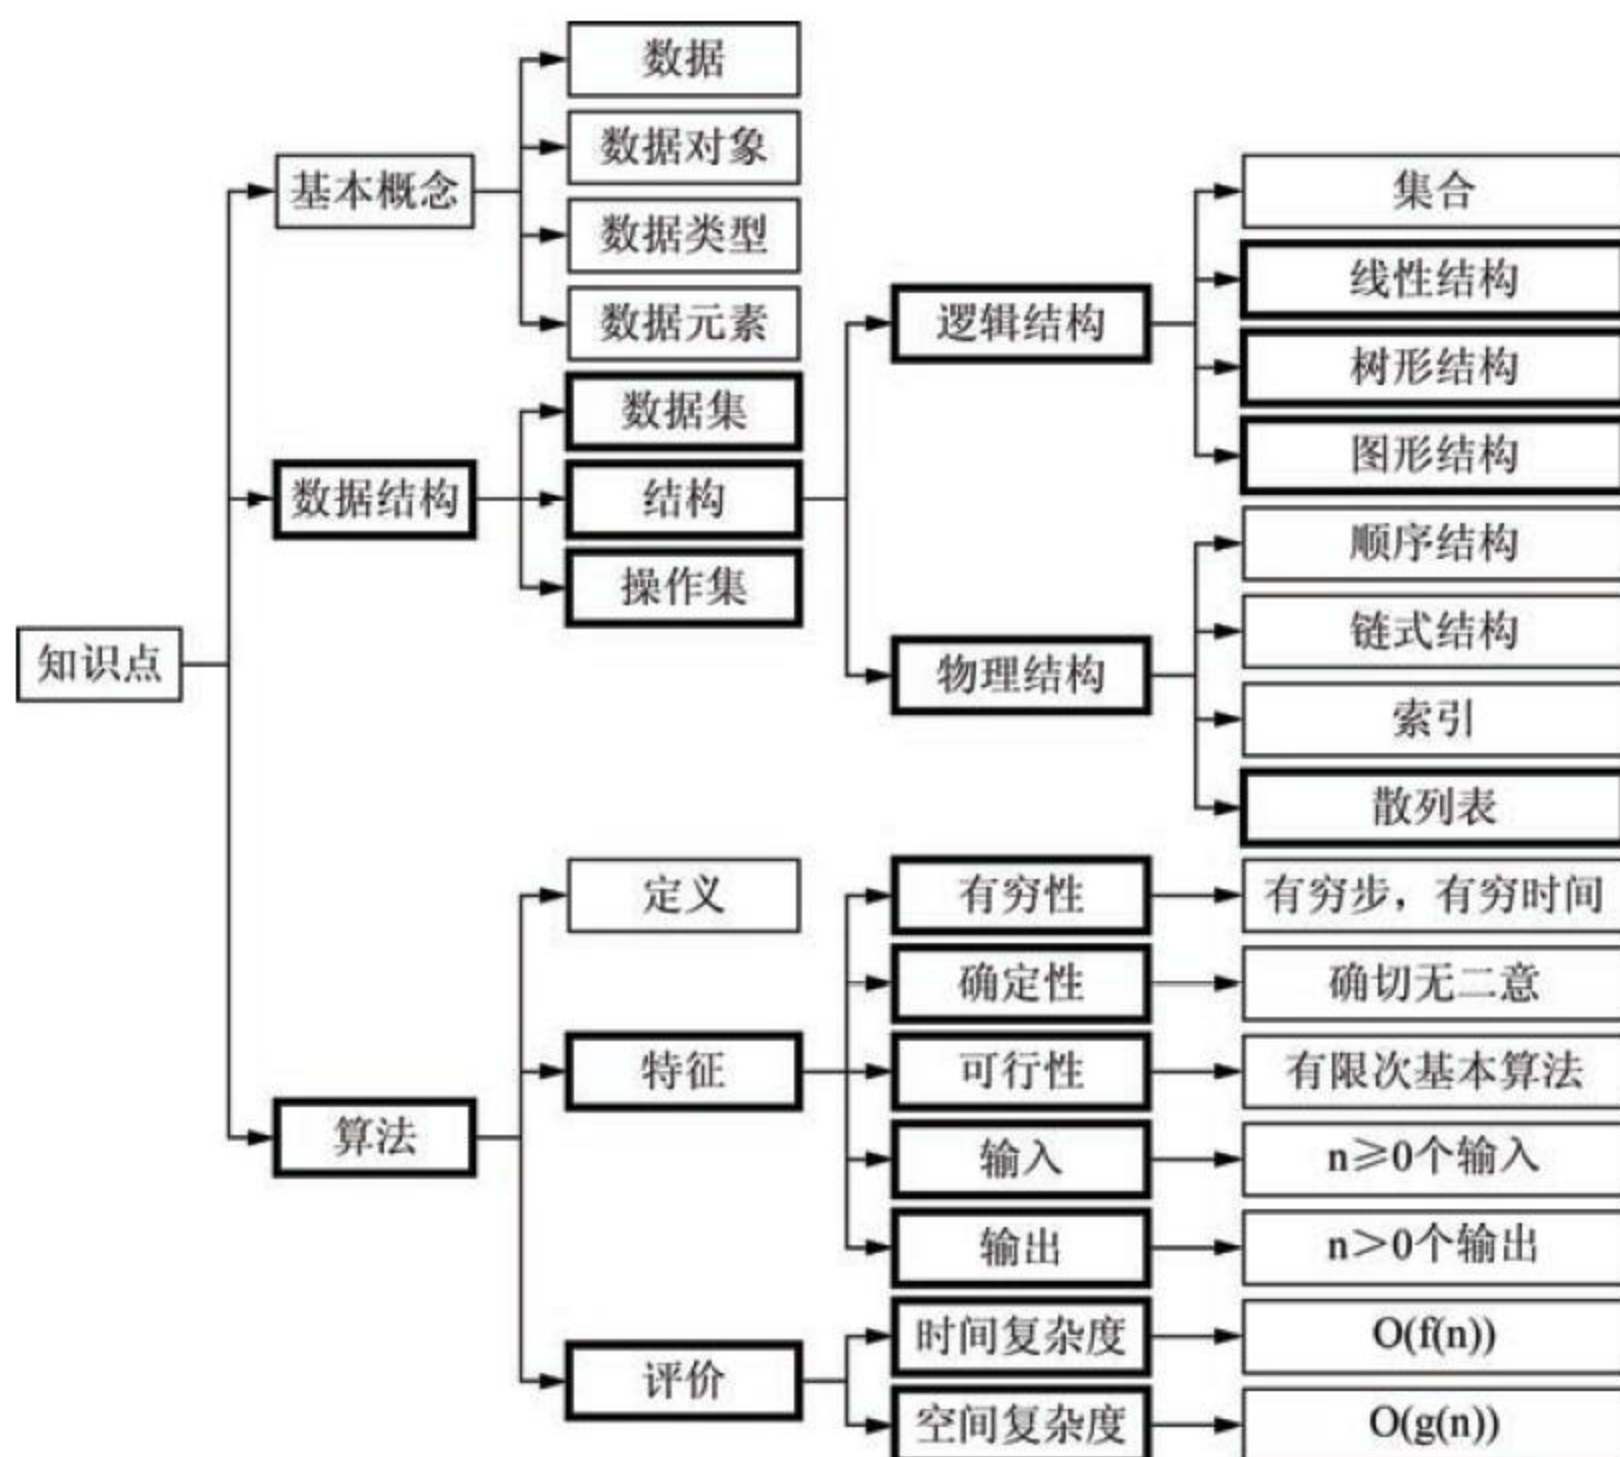 知识点
基本概念
数据
数据对象
数据类型
数据元素
数据结构
数据集
结构
逻辑结构
集合
线性结构
树形结构
图形结构
物理结构
顺序结构
链式结构
索引
散列表
操作集
算法
定义
特征
有穷性
有穷步，有穷时间
确定性
确切无二意
可行性
有限次基本算法
输入
n≥0个输入
输出
n>0个输出
评价
时间复杂度
O(f(n))
空间复杂度
O(g(n))